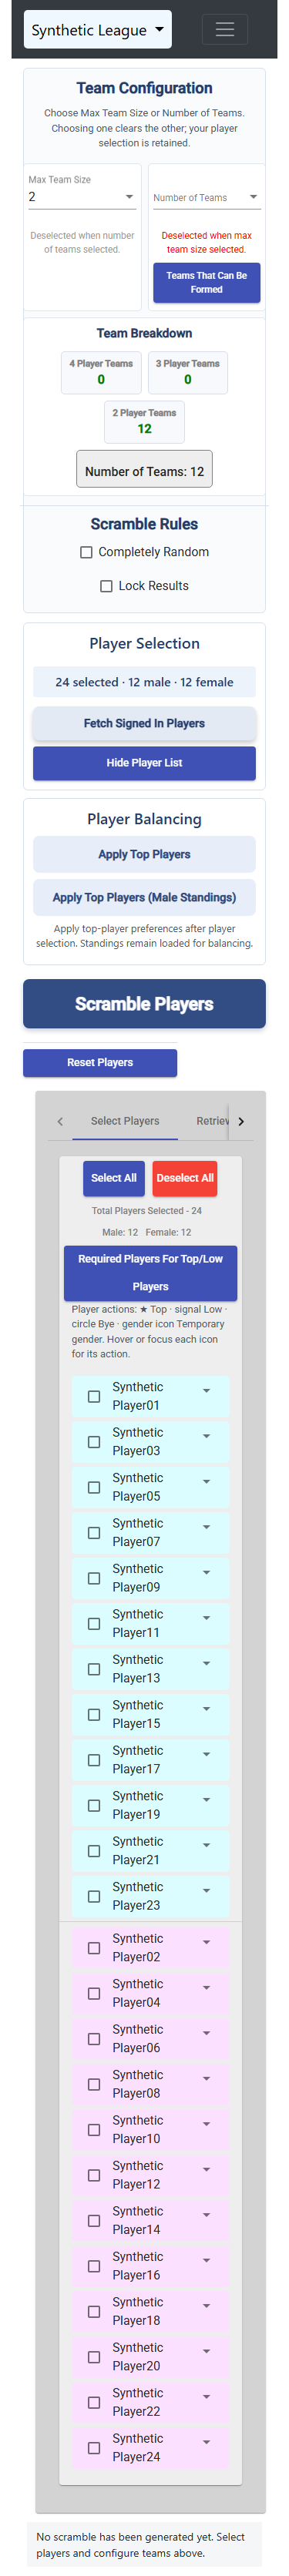 Synthetic League
Team Configuration
Choose Max Team Size or Number of Teams.
Choosing one clears the other; your player
selection is retained.
Max Team Size
2
Deselected when number
of teams selected.
Number of Teams
Deselected when max
team size selected.
Teams That Can Be
Formed
Team Breakdown
4 Player Teams
0
3 Player Teams
0
2 Player Teams
12
Number of Teams: 12
Scramble Rules
Completely Random
Lock Results
Player Selection
24 selected · 12 male · 12 female
Fetch Signed In Players
Hide Player List
Player Balancing
Apply Top Players
Apply Top Players (Male Standings)
Apply top-player preferences after player
selection. Standings remain loaded for balancing.
Scramble Players
Reset Players
Select Players
Retriev
Select All
Deselect All
Total Players Selected - 24
Male: 12 Female: 12
Required Players For Top/Low
Players
Player actions: ★ Top · signal Low ·
circle Bye · gender icon Temporary
gender. Hover or focus each icon
for its action.
Synthetic
Player01
Synthetic
Player03
Synthetic
Player05
Synthetic
Player07
Synthetic
Player09
Synthetic
Player11
Synthetic
Player13
Synthetic
Player15
Synthetic
Player17
Synthetic
Player19
Synthetic
Player21
Synthetic
Player23
Synthetic
Player02
Synthetic
Player04
Synthetic
Player06
Synthetic
Player08
Synthetic
Player10
Synthetic
Player12
Synthetic
Player14
Synthetic
Player16
Synthetic
Player18
Synthetic
Player20
Synthetic
Player22
Synthetic
Player24
No scramble has been generated yet. Select
players and configure teams above.